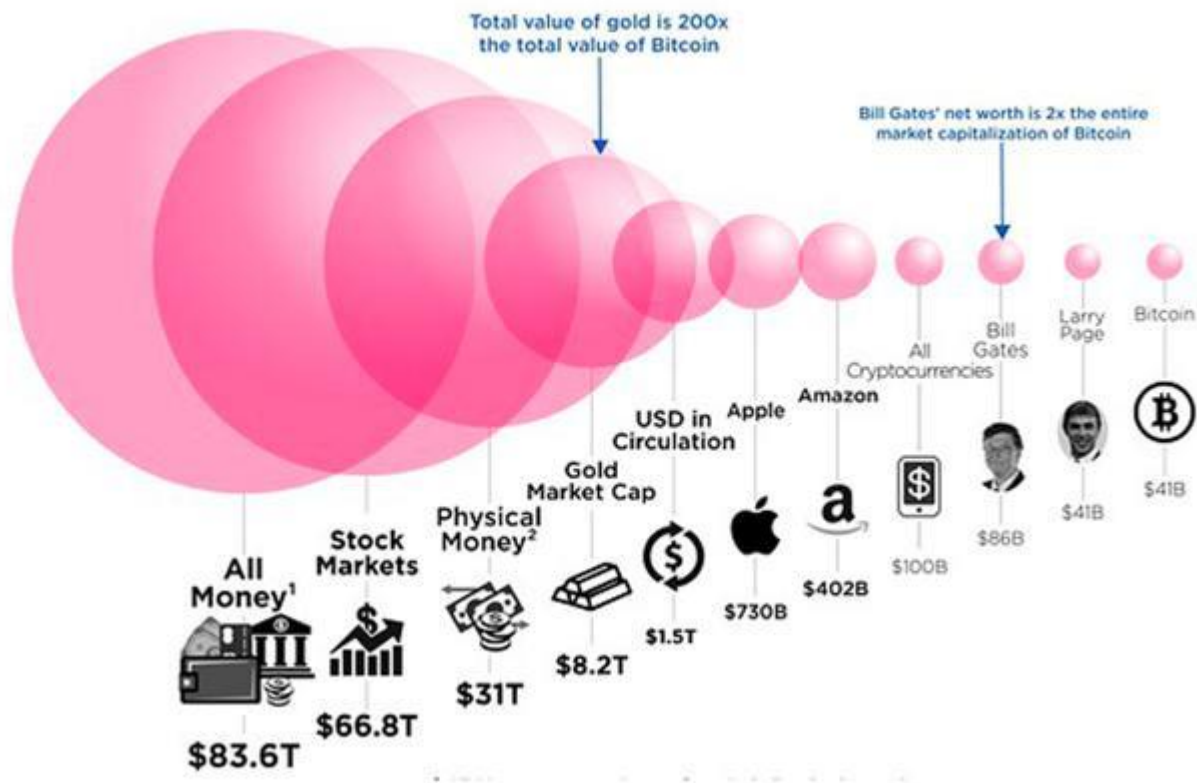 Total value of gold is 200x
the total value of Bitcoin
Bill Gates' net worth is 2x the entire
market capitalization of Bitcoin
All
Money¹
$83.6T
Stock
Markets
$66.8T
Physical
Money²
$31T
Gold
Market Cap
$8.2T
USD in
Circulation
$1.5T
Apple
$730B
Amazon
$402B
All
Cryptocurrencies
$100B
Bill
Gates
$86B
Larry
Page
$41B
Bitcoin
$41B